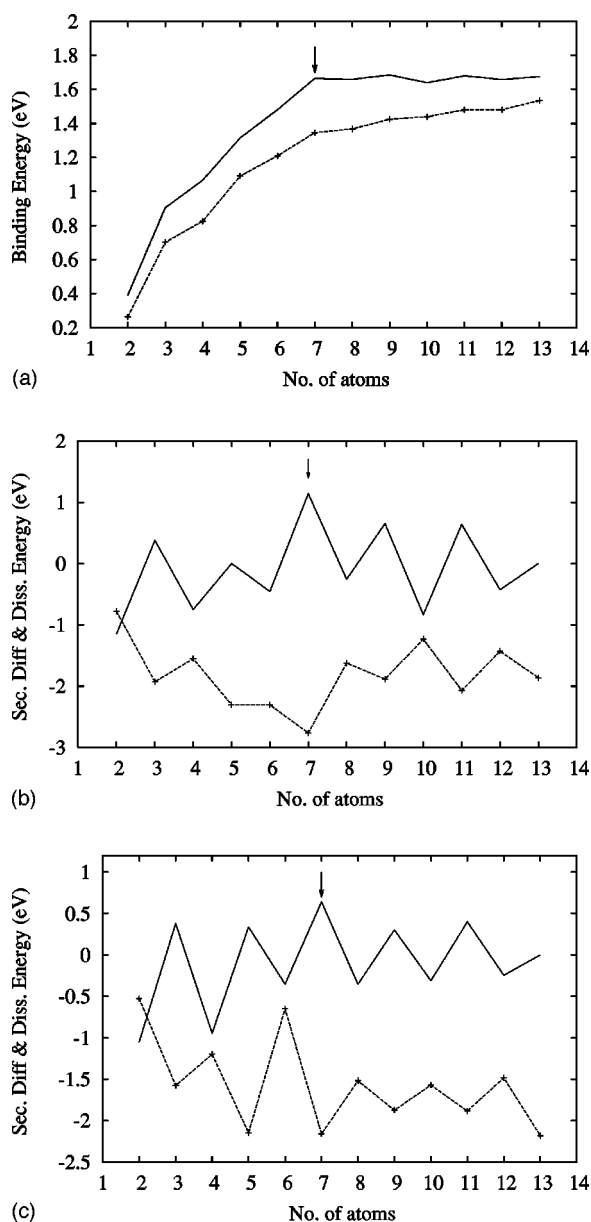 2
1.8
1.6
1.4
1.2
1
0.8
0.6
0.4
0.2
Binding Energy (eV)
1 2 3 4 5 6 7 8 9 10 11 12 13 14
No. of atoms
(a)
2
1
0
-1
-2
-3
Sec. Diff & Diss. Energy (eV)
1 2 3 4 5 6 7 8 9 10 11 12 13 14
No. of atoms
(b)
1
0.5
0
-0.5
-1
-1.5
-2
-2.5
Sec. Diff & Diss. Energy (eV)
1 2 3 4 5 6 7 8 9 10 11 12 13 14
No. of atoms
(c)